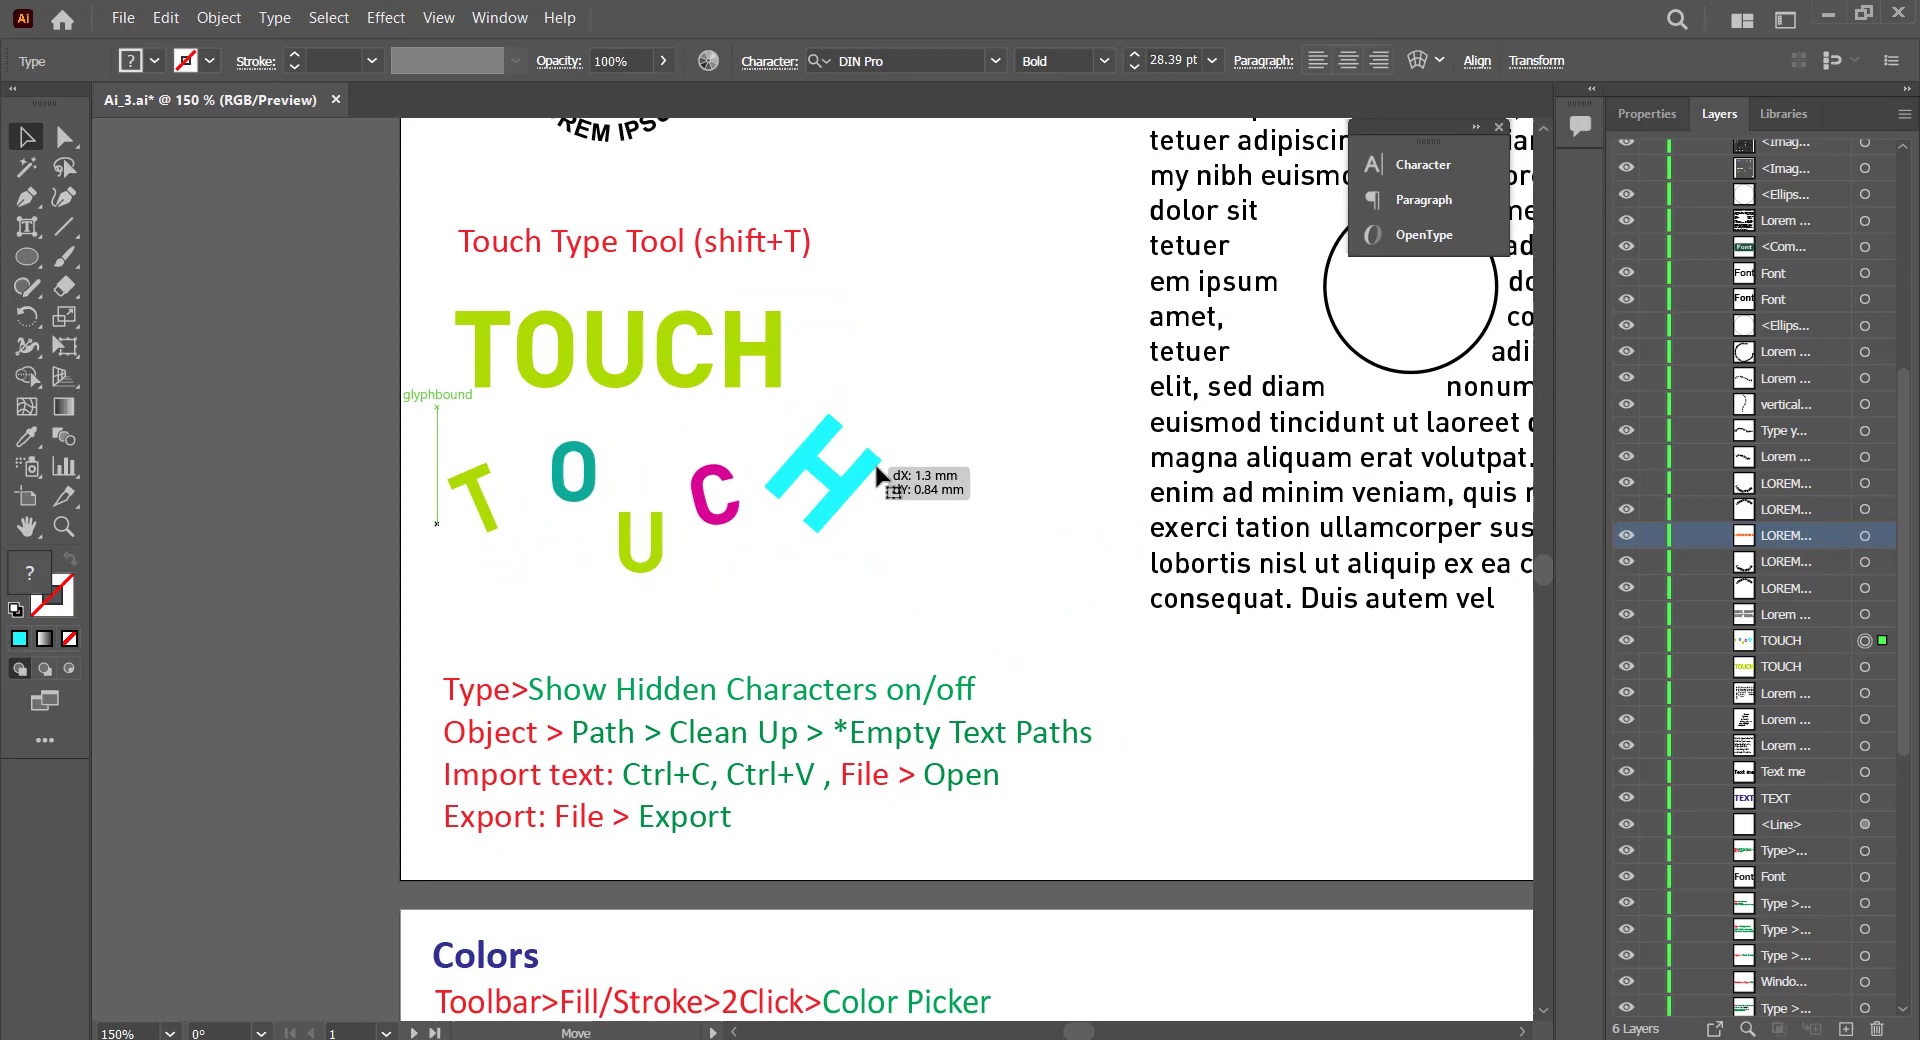 Ai File Edit Object Type Select Effect View Window Help
Type ? Stroke: Opacity: 100% Character: DIN Pro Bold 28.39 pt Paragraph: Align Transform
Ai_3.ai* @ 150 % (RGB/Preview)
Properties Layers Libraries
REM IPS
tetuer adipiscin
my nibh euismo
dolor sit
tetuer
em ipsum
amet,
tetuer adi
elit, sed diam nonum
euismod tincidunt ut laoreet
magna aliquam erat volutpat.
enim ad minim veniam, quis
exerci tation ullamcorper sus
lobortis nisl ut aliquip ex ea c
consequat. Duis autem vel
Character
Paragraph
OpenType
Touch Type Tool (shift+T)
TOUCH
glyphbound
TOUCH
dX: 1.3 mm
dY: 0.84 mm
Type>Show Hidden Characters on/off
Object > Path > Clean Up > *Empty Text Paths
Import text: Ctrl+C, Ctrl+V , File > Open
Export: File > Export
Colors
Toolbar>Fill/Stroke>2Click>Color Picker
?
<Imag...
<Imag...
<Ellips...
Lorem ...
<Com...
Font
Font
<Ellips...
Lorem ...
Lorem ...
vertical...
Type y...
Lorem ...
LOREM...
LOREM...
LOREM...
LOREM...
LOREM...
Lorem ...
TOUCH
TOUCH
Lorem ...
Lorem ...
Lorem ...
Text me
TEXT
<Line>
Type>...
Font
Type >...
Type >...
Type >...
Windo...
Type >...
6 Layers
150% 0° 1 Move